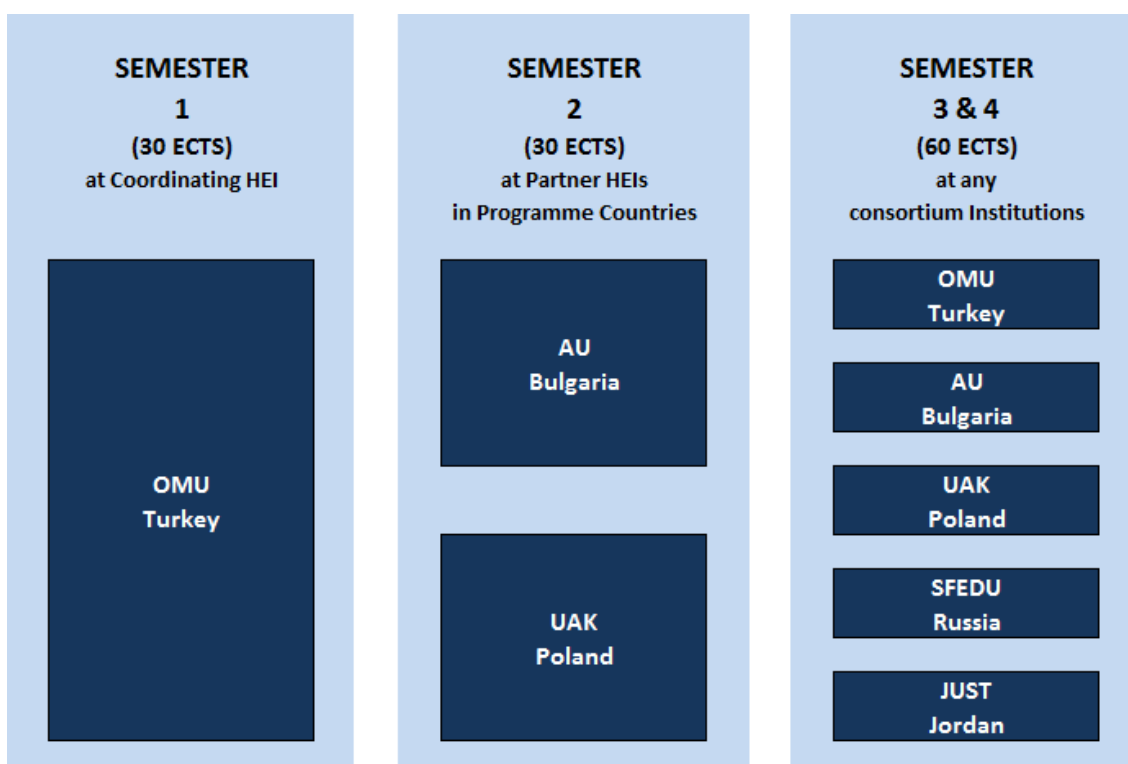 SEMESTER
1
(30 ECTS)
at Coordinating HEI
OMU
Turkey
SEMESTER
2
(30 ECTS)
at Partner HEIs
in Programme Countries
AU
Bulgaria
UAK
Poland
SEMESTER
3 & 4
(60 ECTS)
at any
consortium Institutions
OMU
Turkey
AU
Bulgaria
UAK
Poland
SFEDU
Russia
JUST
Jordan